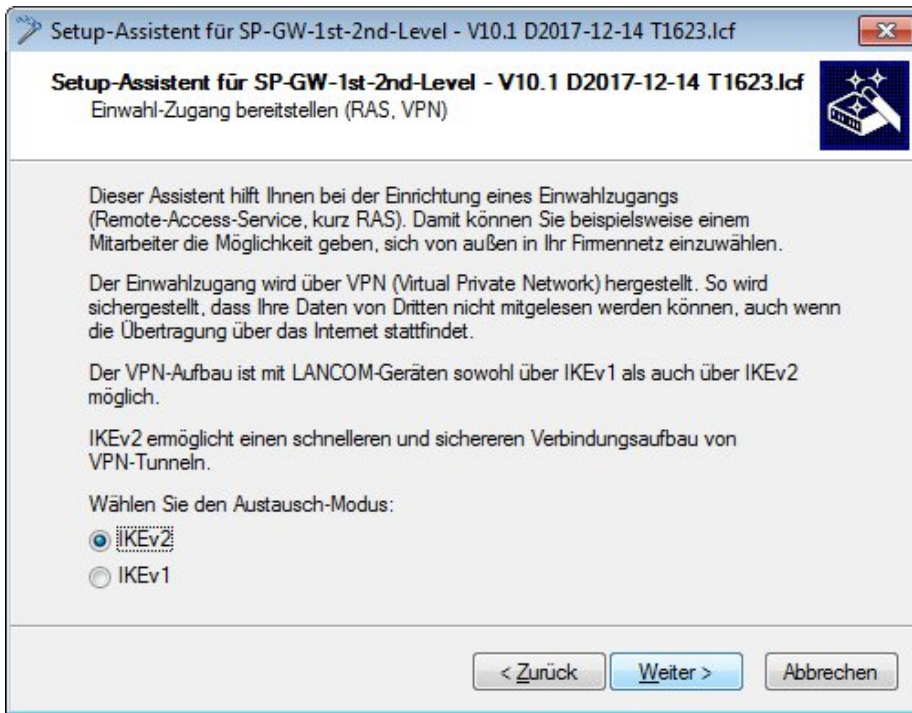 Setup-Assistent für SP-GW-1st-2nd-Level - V10.1 D2017-12-14 T1623.lcf
Setup-Assistent für SP-GW-1st-2nd-Level - V10.1 D2017-12-14 T1623.lcf
Einwahl-Zugang bereitstellen (RAS, VPN)
Dieser Assistent hilft Ihnen bei der Einrichtung eines Einwahlzugangs
(Remote-Access-Service, kurz RAS). Damit können Sie beispielsweise einem
Mitarbeiter die Möglichkeit geben, sich von außen in Ihr Firmennetz einzuwählen.
Der Einwahlzugang wird über VPN (Virtual Private Network) hergestellt. So wird
sichergestellt, dass Ihre Daten von Dritten nicht mitgelesen werden können, auch wenn
die Übertragung über das Internet stattfindet.
Der VPN-Aufbau ist mit LANCOM-Geräten sowohl über IKEv1 als auch über IKEv2
möglich.
IKEv2 ermöglicht einen schnelleren und sichereren Verbindungsaufbau von
VPN-Tunneln.
Wählen Sie den Austausch-Modus:
IKEv2
IKEv1
< Zurück
Weiter >
Abbrechen